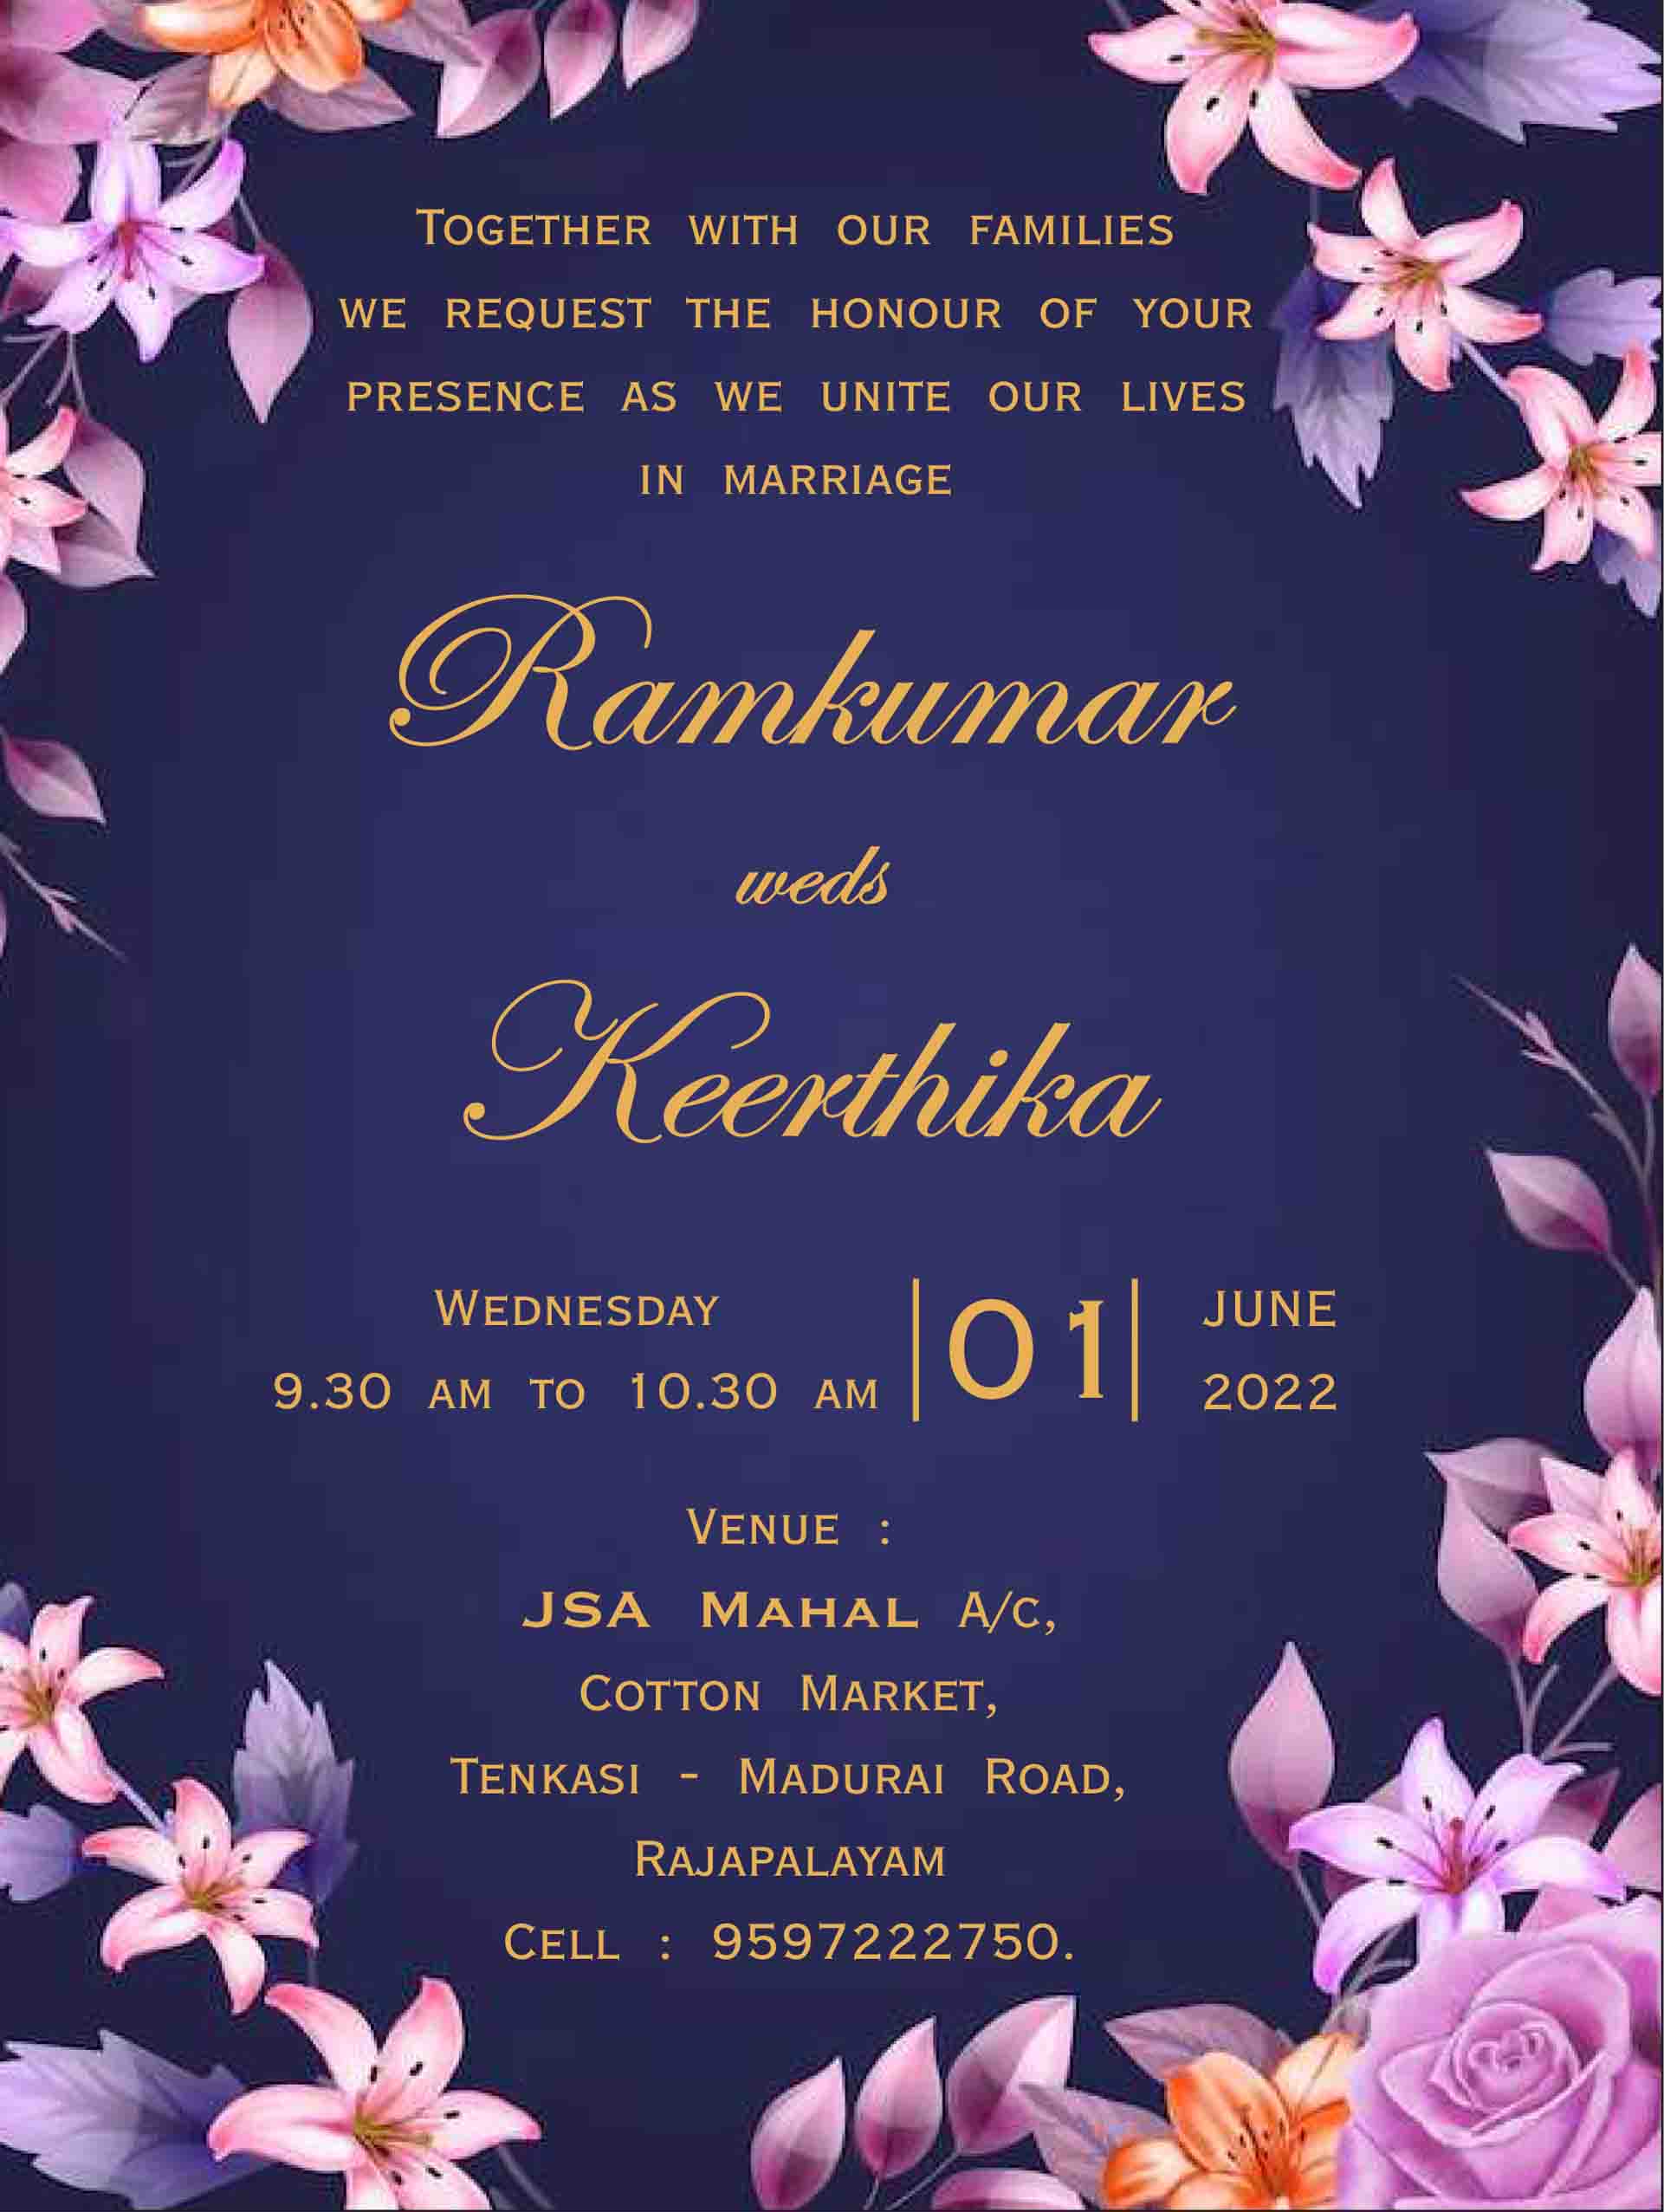 Together with our families
we request the honour of your
presence as we unite our lives
in marriage
Ramkumar
weds
Keerthika
Wednesday
9.30 am to 10.30 am
01
JUNE
2022
Venue :
JSA Mahal A/c,
Cotton Market,
Tenkasi - Madurai Road,
Rajapalayam
Cell : 9597222750.